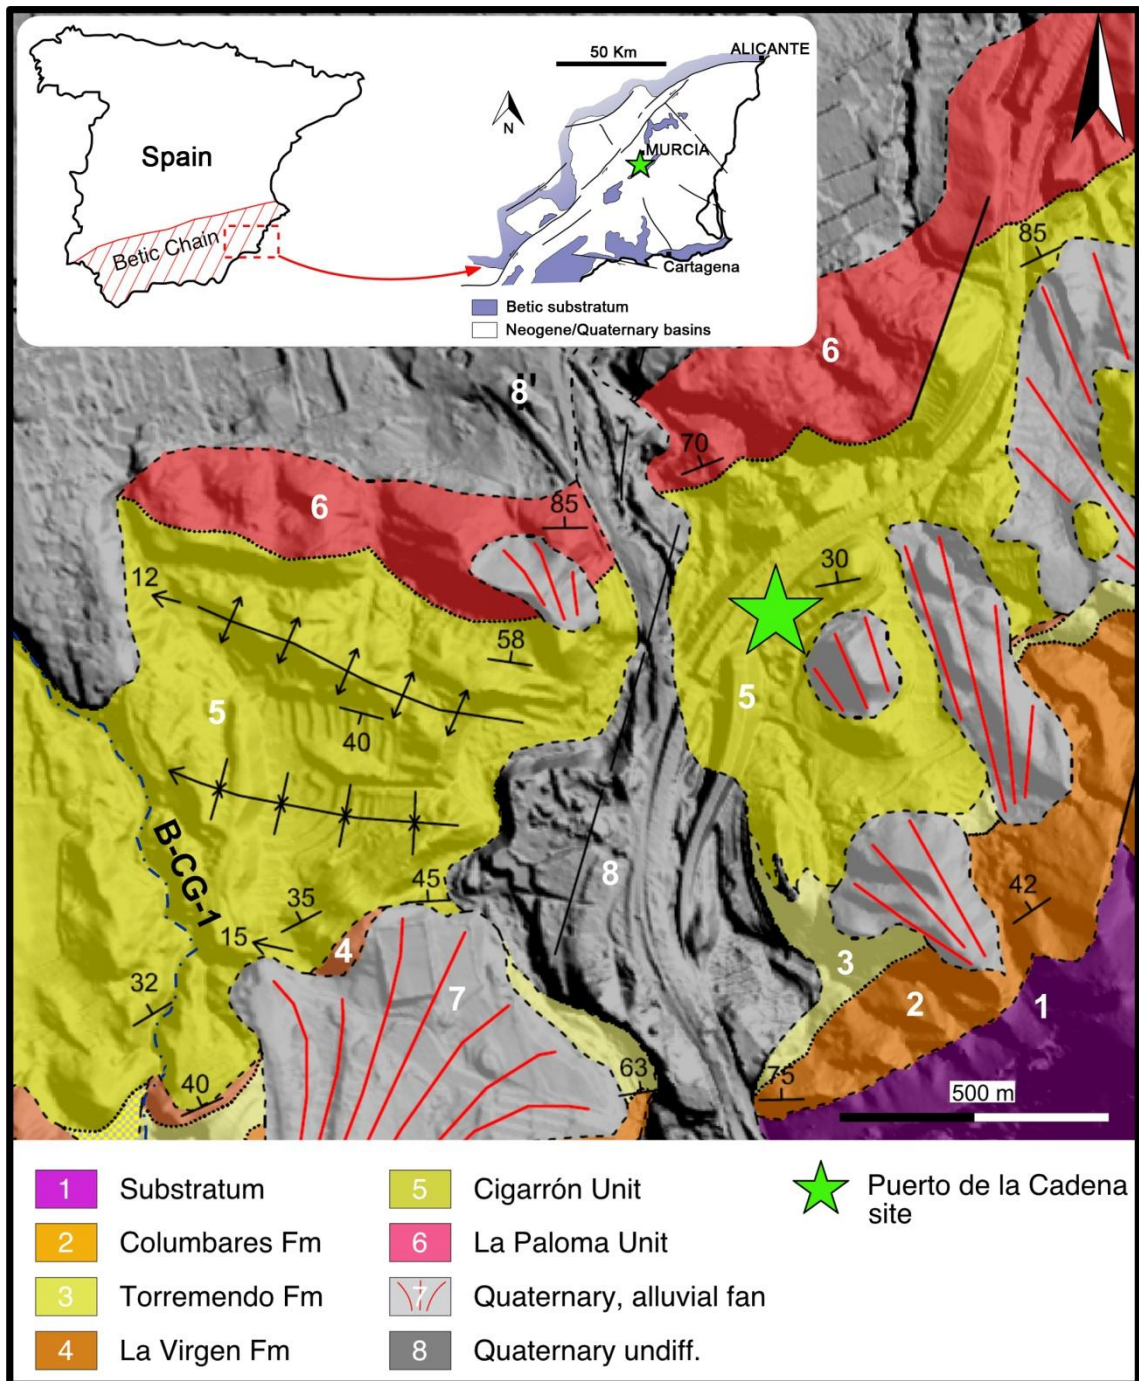 50 Km
ALICANTE
N
Spain
MURCIA
Betic Chain
Cartagena
Betic substratum
Neogene/Quaternary basins
85
6
8''
70
6
85
30
12
58
5
5
40
B-CG-1
8
45
35
42
15
4
3
7
32
2
1
63
75
40
500 m
1 Substratum
2 Columbares Fm
3 Torremendo Fm
4 La Virgen Fm
5 Cigarrón Unit
6 La Paloma Unit
7 Quaternary, alluvial fan
8 Quaternary undiff.
Puerto de la Cadena
site